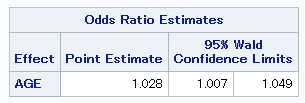 Odds Ratio Estimates
Effect Point Estimate 95% Wald Confidence Limits
AGE 1.028 1.007 1.049